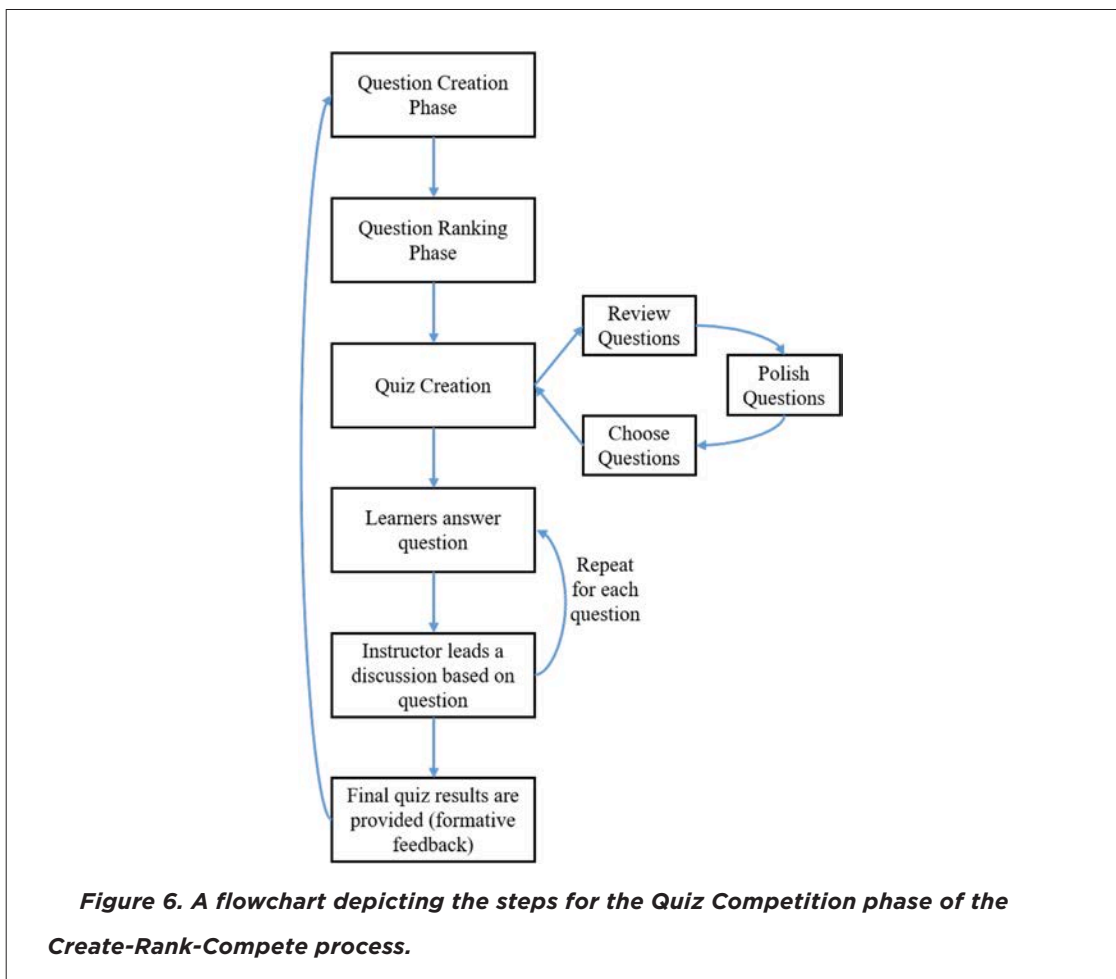 Question Creation
Phase
Question Ranking
Phase
Quiz Creation
Review
Questions
Polish
Questions
Choose
Questions
Learners answer
question
Repeat
for each
question
Instructor leads a
discussion based on
question
Final quiz results are
provided (formative
feedback)
Figure 6. A flowchart depicting the steps for the Quiz Competition phase of the
Create-Rank-Compete process.